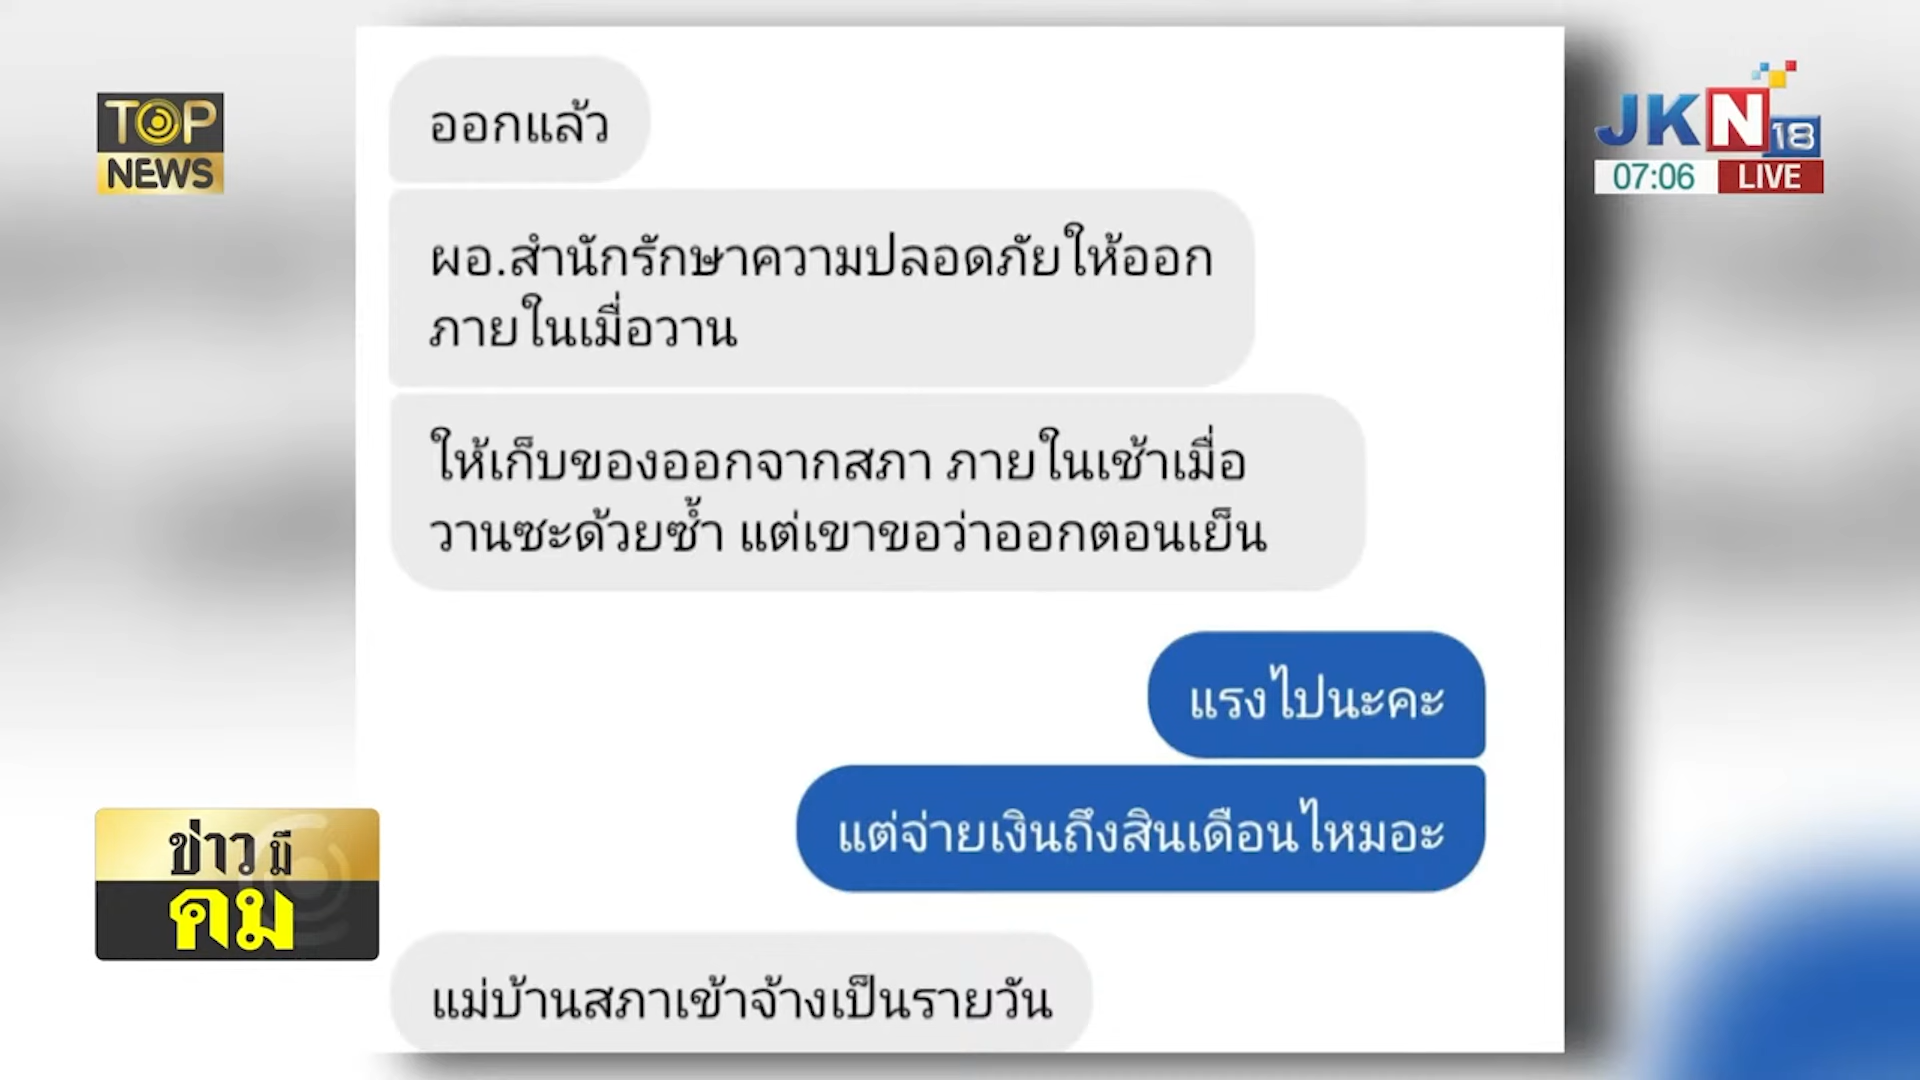 TOP
NEWS
JKN18
07:06 LIVE
ออกแล้ว
ผอ.สำนักรักษาความปลอดภัยให้ออก
ภายในเมื่อวาน
ให้เก็บของออกจากสภา ภายในเช้าเมื่อ
วานซะด้วยซ้ำ แต่เขาขอว่าออกตอนเย็น
แรงไปนะคะ
แต่จ่ายเงินถึงสินเดือนไหมอะ
แม่บ้านสภาเข้าจ้างเป็นรายวัน
ข่าวมี
คม